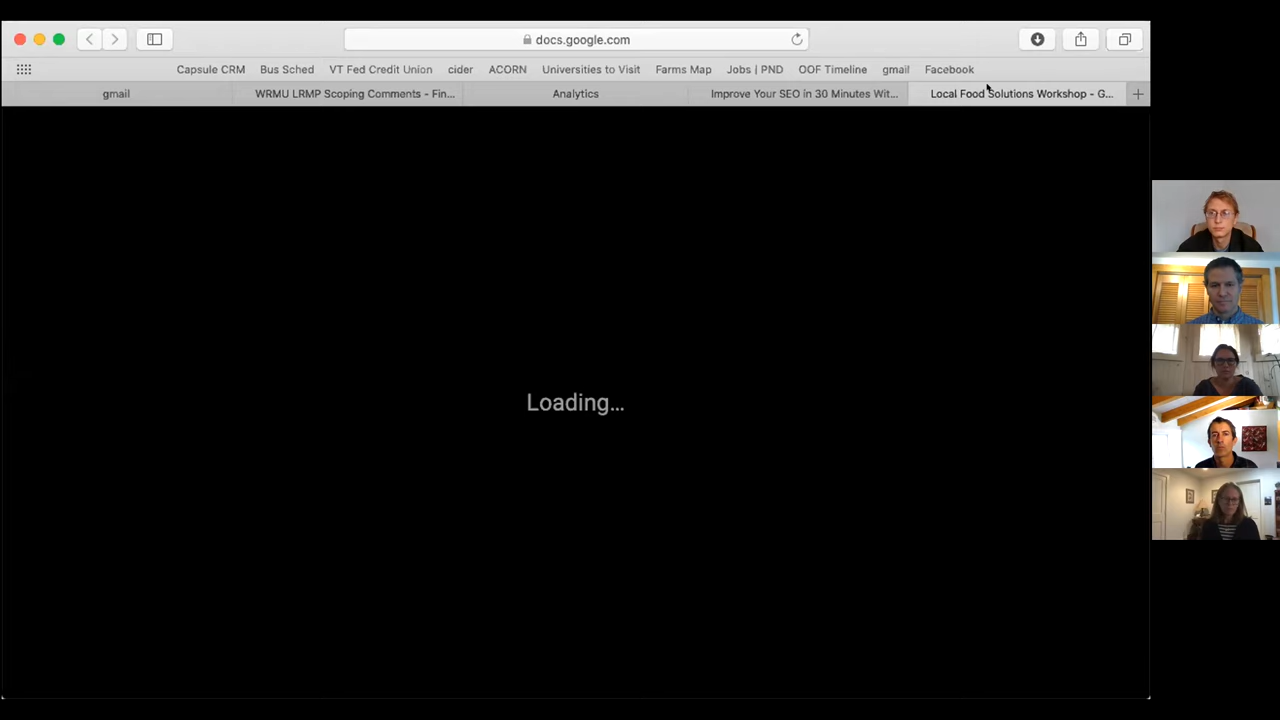 docs.google.com
Capsule CRM Bus Sched VT Fed Credit Union cider ACORN Universities to Visit Farms Map Jobs | PND OOF Timeline gmail Facebook
gmail WRMU LRMP Scoping Comments - Fin... Analytics Improve Your SEO in 30 Minutes Wit... Local Food Solutions Workshop - G...
Loading...